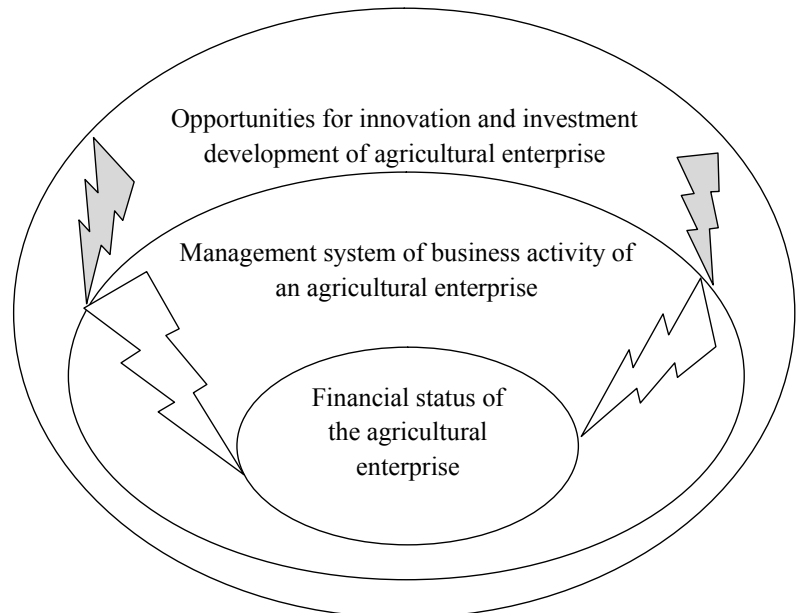 Opportunities for innovation and investment
development of agricultural enterprise
Management system of business activity of
an agricultural enterprise
Financial status of
the agricultural
enterprise